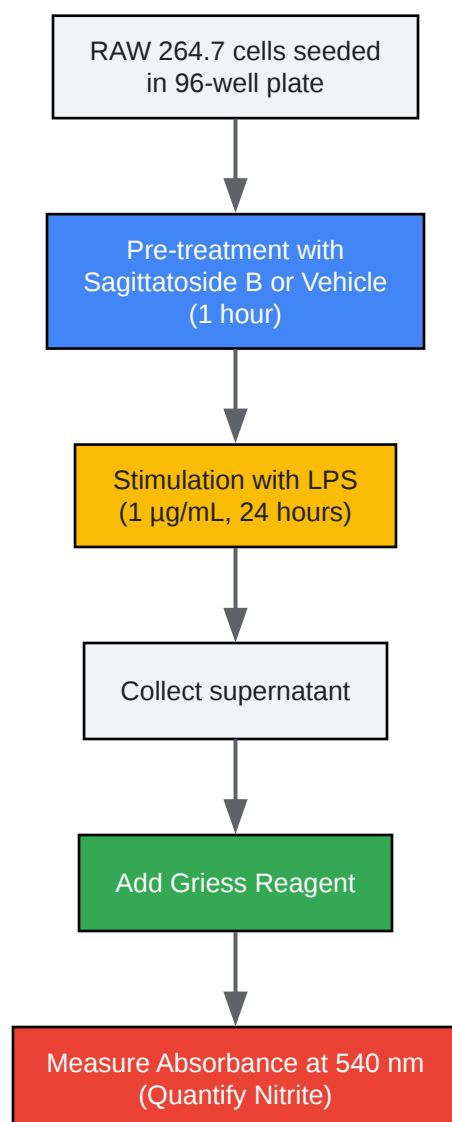 RAW 264.7 cells seeded
in 96-well plate
Pre-treatment with
Sagittatoside B or Vehicle
(1 hour)
Stimulation with LPS
(1 µg/mL, 24 hours)
Collect supernatant
Add Griess Reagent
Measure Absorbance at 540 nm
(Quantify Nitrite)